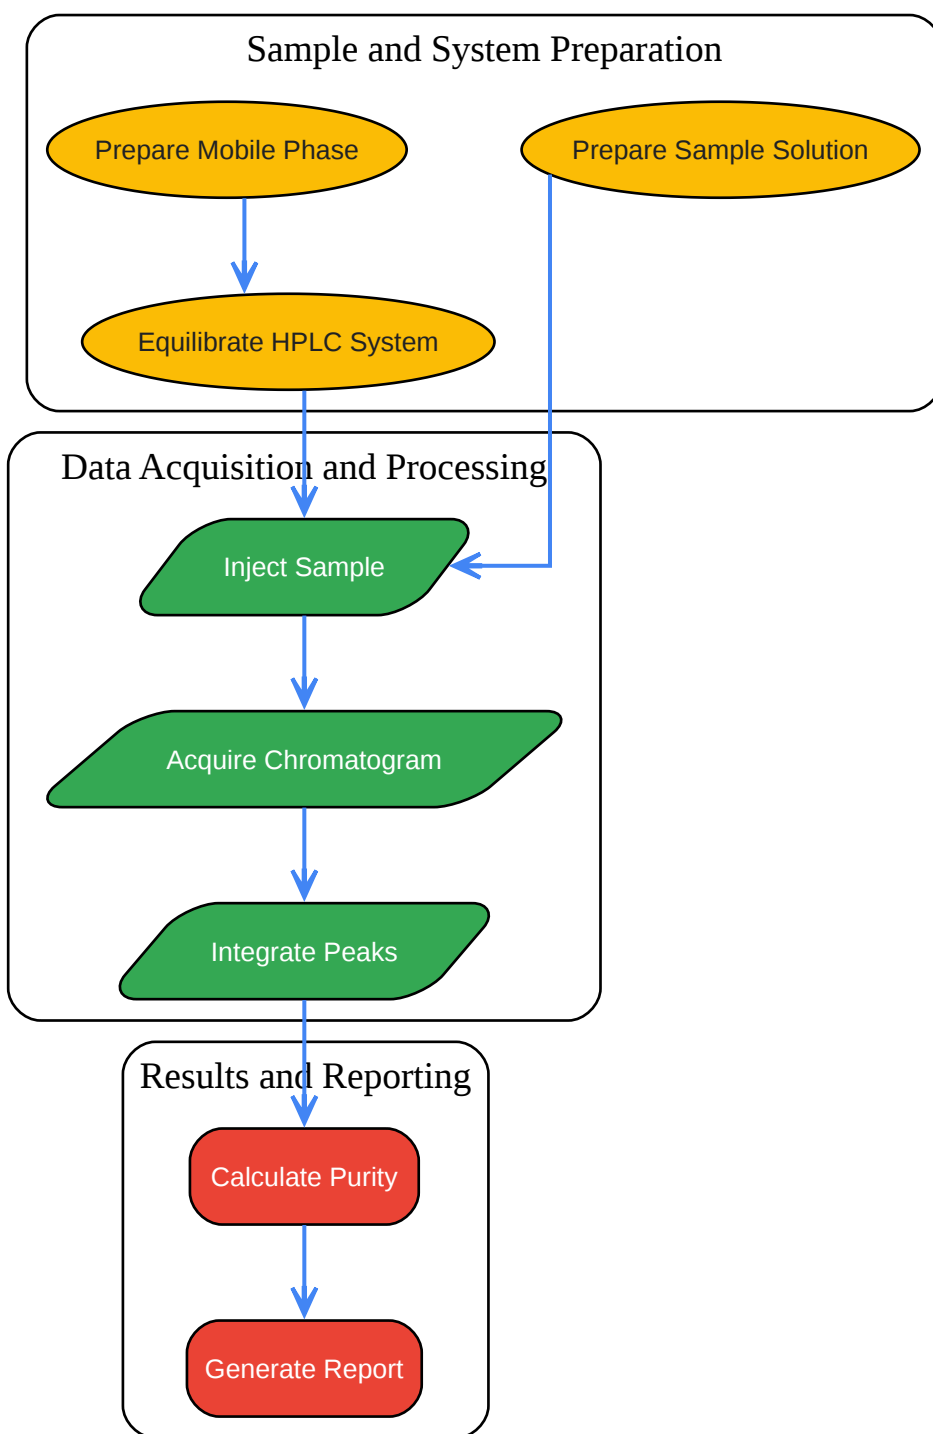 Sample and System Preparation
Prepare Mobile Phase
Prepare Sample Solution
Equilibrate HPLC System
Data Acquisition and Processing
Inject Sample
Acquire Chromatogram
Integrate Peaks
Results and Reporting
Calculate Purity
Generate Report